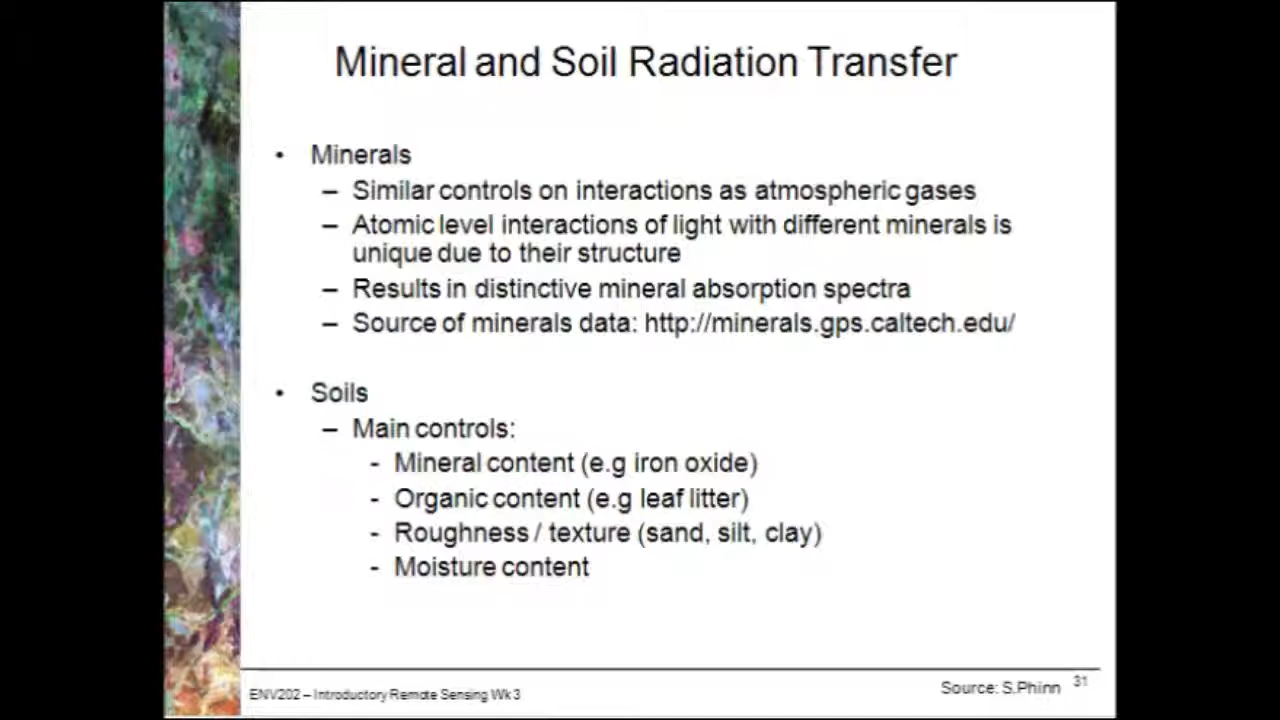 Mineral and Soil Radiation Transfer
• Minerals
– Similar controls on interactions as atmospheric gases
– Atomic level interactions of light with different minerals is
unique due to their structure
– Results in distinctive mineral absorption spectra
– Source of minerals data: http://minerals.gps.caltech.edu/
• Soils
– Main controls:
- Mineral content (e.g iron oxide)
- Organic content (e.g leaf litter)
- Roughness / texture (sand, silt, clay)
- Moisture content
ENV202 – Introductory Remote Sensing Wk 3
Source: S.Phinn 31